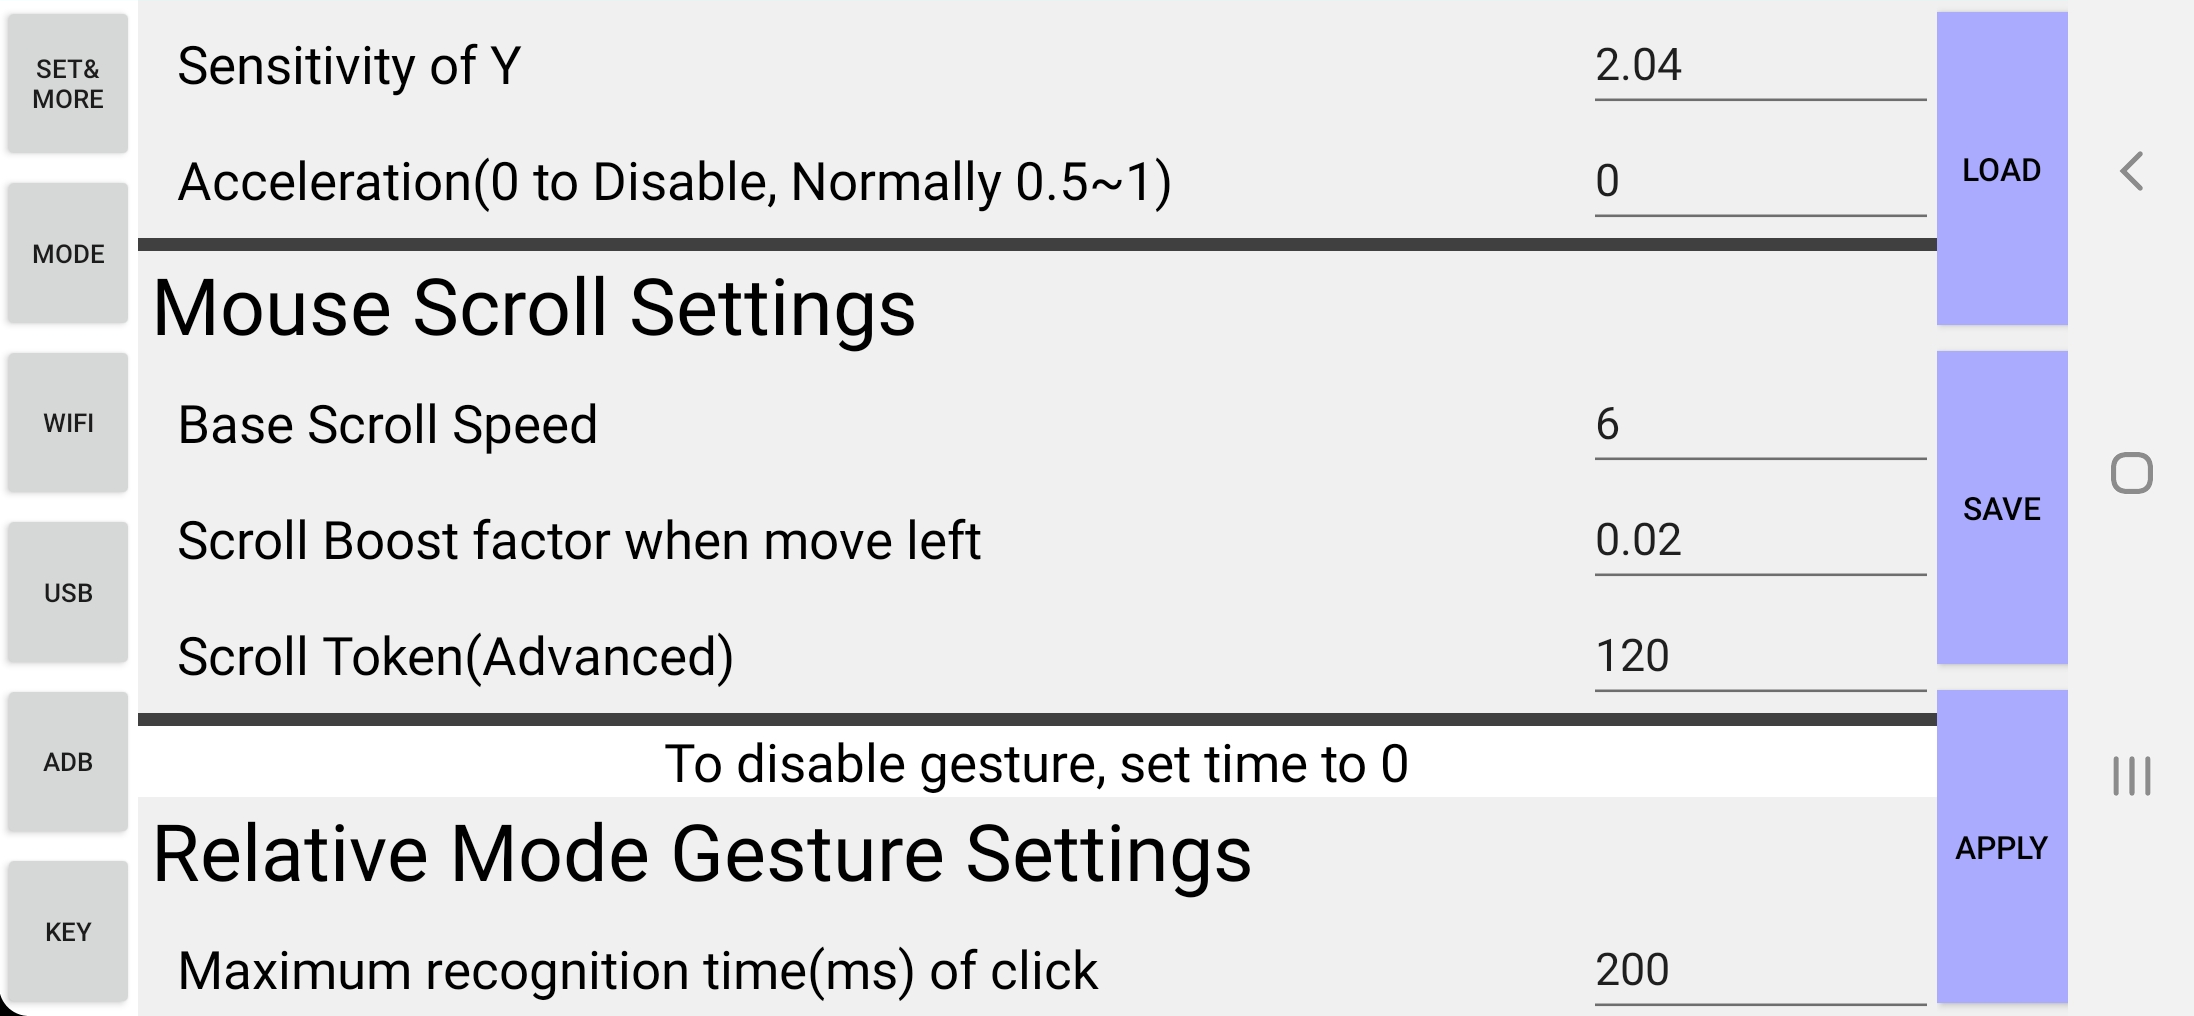 SET&
MORE
MODE
WIFI
USB
ADB
KEY
Sensitivity of Y 2.04
Acceleration(0 to Disable, Normally 0.5~1) 0
Mouse Scroll Settings
Base Scroll Speed 6
Scroll Boost factor when move left 0.02
Scroll Token(Advanced) 120
To disable gesture, set time to 0
Relative Mode Gesture Settings
Maximum recognition time(ms) of click 200
LOAD
SAVE
APPLY